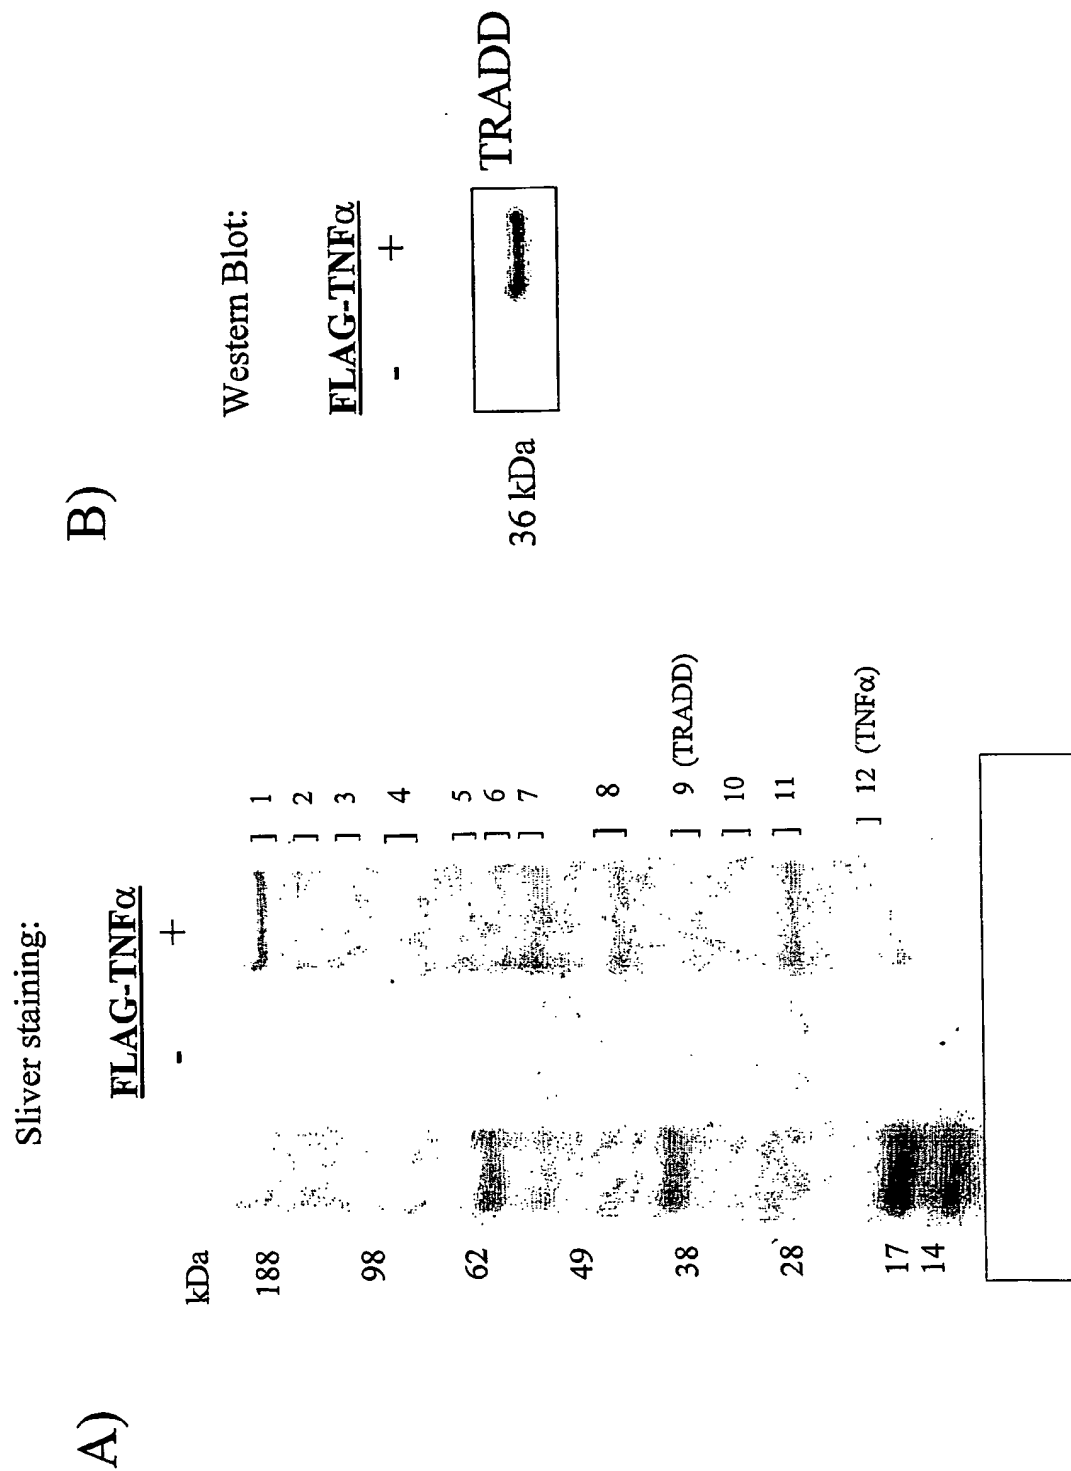 A)
Sliver staining:
FLAG-TNFα
- +
kDa
188
98
62
49
38
28
17
14
] 1
] 2
] 3
] 4
] 5
] 6
] 7
] 8
] 9 (TRADD)
] 10
] 11
] 12 (TNFα)
B)
Western Blot:
FLAG-TNFα
- +
36 kDa
TRADD